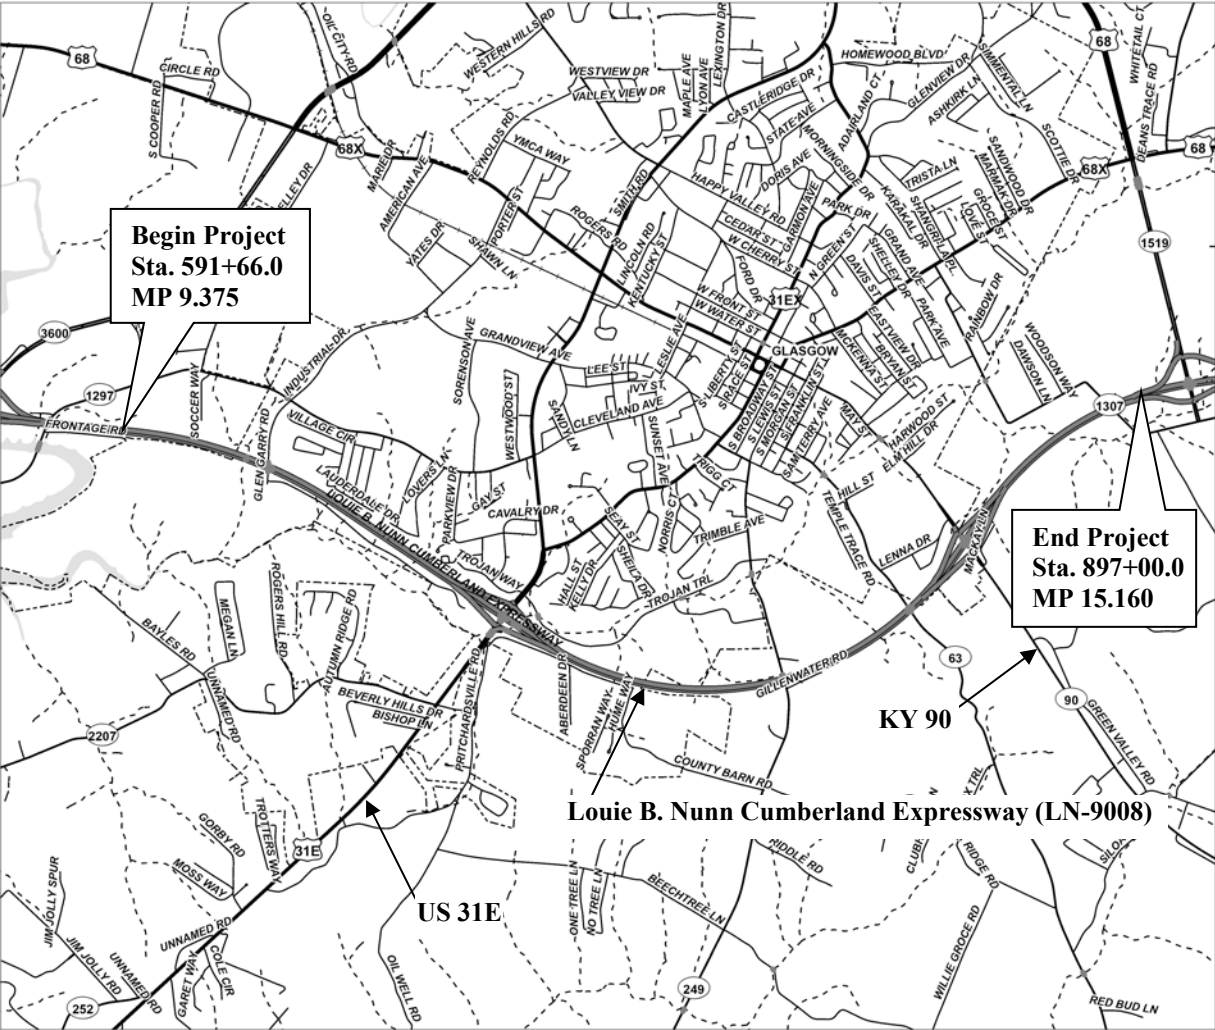 WESTERN HILLS RD
OIL CITY RD
LEXINGTON DR
HOMEWOOD BLVD
SIMMENTAL LN
68
WHITETAIL CT
68
CIRCLE RD
WESTVIEW DR
VALLEY VIEW DR
MAPLE AVE
LYON AVE
CASTLERIDGE DR
GLENVIEW DR
ASHKIRK LN
ADAIRLAND CT
DEANS TRACE RD
S COOPER RD
STATE AVE
MORNINGSIDE DR
SCOTTIE DR
68X
MARIE DR
REYNOLDS RD
YMCA WAY
DORIS AVE
TRISTA LN
SANDWOOD DR
MARMAK DR
68X
68
AMERICAN AVE
SMITH RD
HAPPY VALLEY RD
GARMON AVE
KARAKAL DR
SHANGRILA PL
GROCE ST
LOVE ST
ELLEY DR
PORTER ST
ROGERS RD
CEDAR ST
W CHERRY ST
PARK DR
GRAND AVE
1519
Begin Project
Sta. 591+66.0
MP 9.375
YATES DR
SHAWN LN
LINCOLN RD
KENTUCKY ST
FORD DR
N GREEN ST
DAVIS ST
SHELLEY DR
PARK AVE
RAINBOW DR
W FRONT ST
W WATER ST
31EX
EASTVIEW DR
3600
INDUSTRIAL DR
SORENSON AVE
GRANDVIEW AVE
LESLIE AVE
GLASGOW
MCKENNA ST
BRYAN ST
WOODSON WAY
DAWSON LN
1297
SOCCER WAY
LEE ST
IVY ST
S LIBERTY ST
S RACE ST
S BROADWAY ST
S LEWIS ST
S MORGAN ST
S FRANKLIN ST
SAMTERRY AVE
MAY ST
HARWOOD ST
ELM HILL DR
1307
FRONTAGE RD
GLEN GARRY RD
VILLAGE CIR
WESTWOOD ST
SANDY LN
CLEVELAND AVE
SUNSET AVE
TRIGG CT
LAUDERDALE DR
LOVERS LN
PARKVIEW DR
GAY ST
CAVALRY DR
SEAY ST
NORRIS CT
TRIMBLE AVE
HILL ST
TEMPLE TRACE RD
LENNA DR
MACKAY LN
End Project
Sta. 897+00.0
MP 15.160
LOUIE B. NUNN CUMBERLAND EXPRESSWAY
TROJAN WAY
HALL ST
KELLY DR
SHEILA DR
TROJAN TRL
ROGERS HILL RD
MEGAN LN
AUTUMN RIDGE RD
BAYLES RD
UNNAMED RD
BEVERLY HILLS DR
BISHOP LN
PRITCHARDSVILLE RD
ABERDEEN DR
SPORRAN WAY
HUME WAY
GILLENWATER RD
63
KY 90
90
GREEN VALLEY RD
2207
COUNTY BARN RD
Louie B. Nunn Cumberland Expressway (LN-9008)
TROTTERS WAY
GORBY RD
MOSS WAY
31E
RIDDLE RD
RIDGE RD
JIM JOLLY SPUR
JIM JOLLY RD
UNNAMED RD
UNNAMED RD
GARET WAY
COLE CIR
US 31E
ONE TREE LN
NO TREE LN
BEECHTREE LN
WILLIE GROCE RD
OIL WELL RD
252
249
RED BUD LN